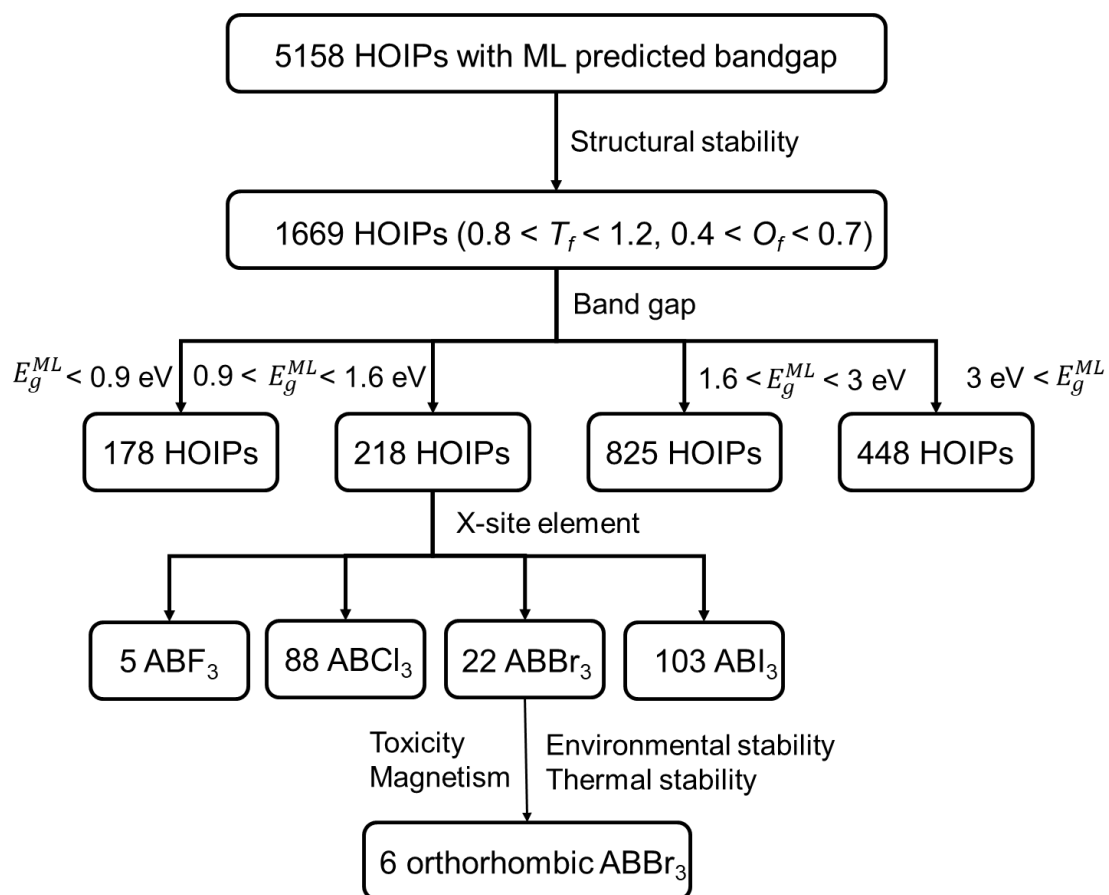 5158 HOIPs with ML predicted bandgap
Structural stability
1669 HOIPs (0.8 < T_f < 1.2, 0.4 < O_f < 0.7)
Band gap
E_g^{ML} < 0.9 eV
0.9 < E_g^{ML} < 1.6 eV
1.6 < E_g^{ML} < 3 eV
3 eV < E_g^{ML}
178 HOIPs
218 HOIPs
825 HOIPs
448 HOIPs
X-site element
5 ABF₃
88 ABCl₃
22 ABBr₃
103 ABI₃
Toxicity
Magnetism
Environmental stability
Thermal stability
6 orthorhombic ABBr₃